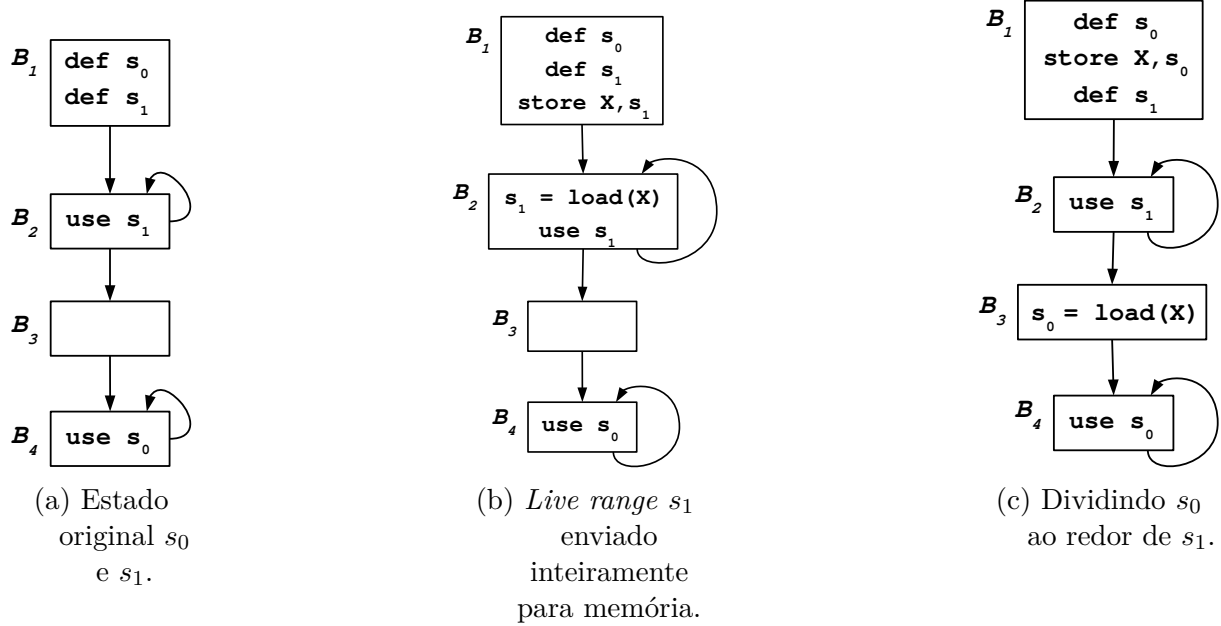 B₁
def s₀
def s₁
B₂
use s₁
B₃
B₄
use s₀
(a) Estado
original s₀
e s₁.
B₁
def s₀
def s₁
store X,s₁
B₂
s₁ = load(X)
use s₁
B₃
B₄
use s₀
(b) Live range s₁
enviado
inteiramente
para memória.
B₁
def s₀
store X,s₀
def s₁
B₂
use s₁
B₃
s₀ = load(X)
B₄
use s₀
(c) Dividindo s₀
ao redor de s₁.